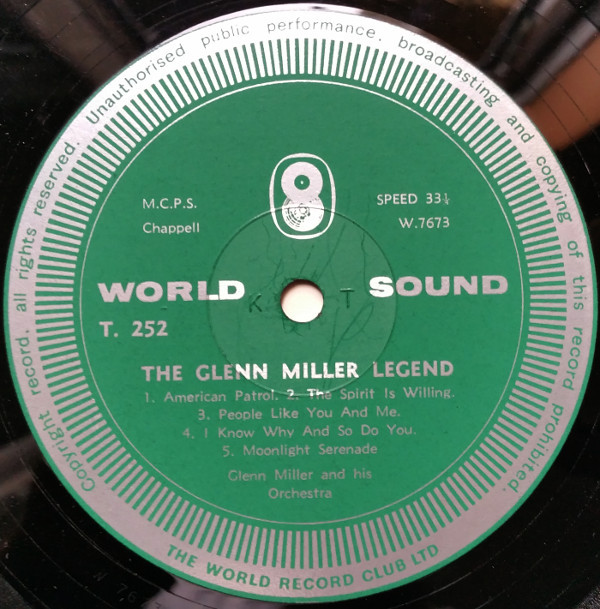 Copyright record, all rights reserved. Unauthorised public performance, broadcasting and copying of this record prohibited.
M.C.P.S.
Chappell
SPEED 33⅓
W.7673
WORLD SOUND
K T
T. 252
THE GLENN MILLER LEGEND
1. American Patrol. 2. The Spirit Is Willing.
3. People Like You And Me.
4. I Know Why And So Do You.
5. Moonlight Serenade
Glenn Miller and his
Orchestra
THE WORLD RECORD CLUB LTD